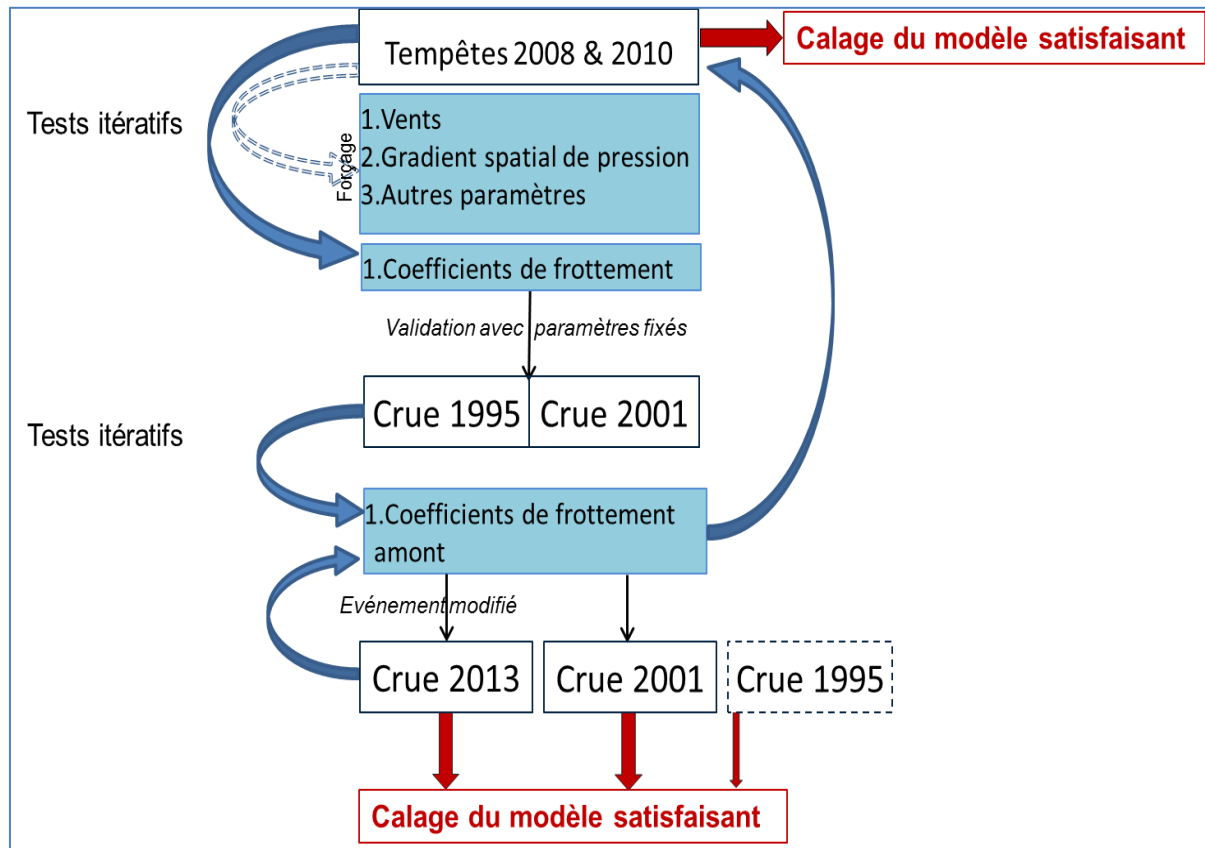 Tempêtes 2008 & 2010
Calage du modèle satisfaisant
Tests itératifs
Forçage
1.Vents
2.Gradient spatial de pression
3.Autres paramètres
1.Coefficients de frottement
Validation avec paramètres fixés
Crue 1995
Crue 2001
Tests itératifs
1.Coefficients de frottement
amont
Evénement modifié
Crue 2013
Crue 2001
Crue 1995
Calage du modèle satisfaisant